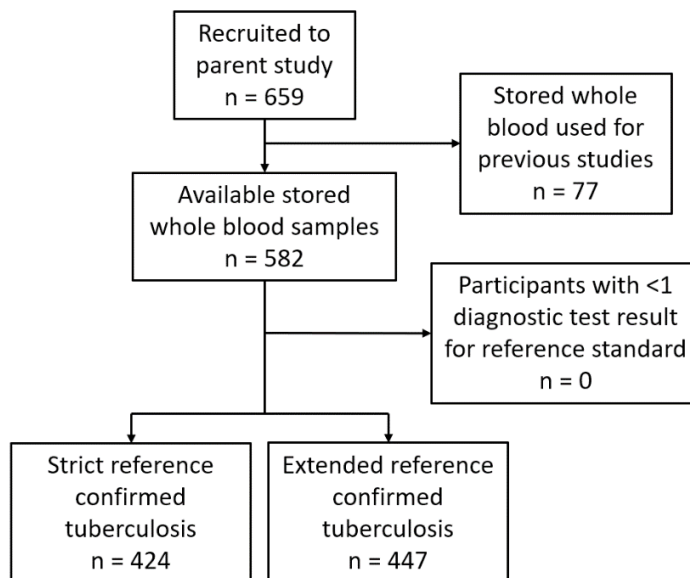 Recruited to
parent study
n = 659
Stored whole
blood used for
previous studies
n = 77
Available stored
whole blood samples
n = 582
Participants with <1
diagnostic test result
for reference standard
n = 0
Strict reference
confirmed
tuberculosis
n = 424
Extended reference
confirmed
tuberculosis
n = 447